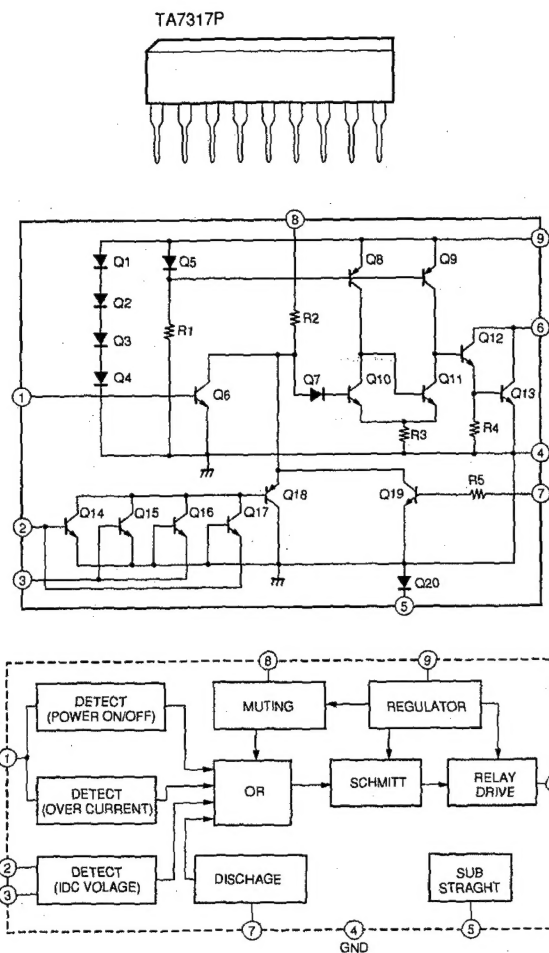 TA7317P
8
Q1 Q5 Q8 Q9 9
Q2
R1 R2 Q12 6
Q3
Q4 Q7 Q10 Q11 Q13
1 Q6
R3 R4
4
Q18 Q19 R5 7
Q14 Q15 Q16 Q17
2
3
Q20
5
8 9
DETECT
(POWER ON/OFF)
MUTING
REGULATOR
1
DETECT
(OVER CURRENT)
OR
SCHMITT
RELAY
DRIVE
2
3
DETECT
(IDC VOLAGE)
DISCHAGE
SUB
STRAGHT
7 4 5
GND